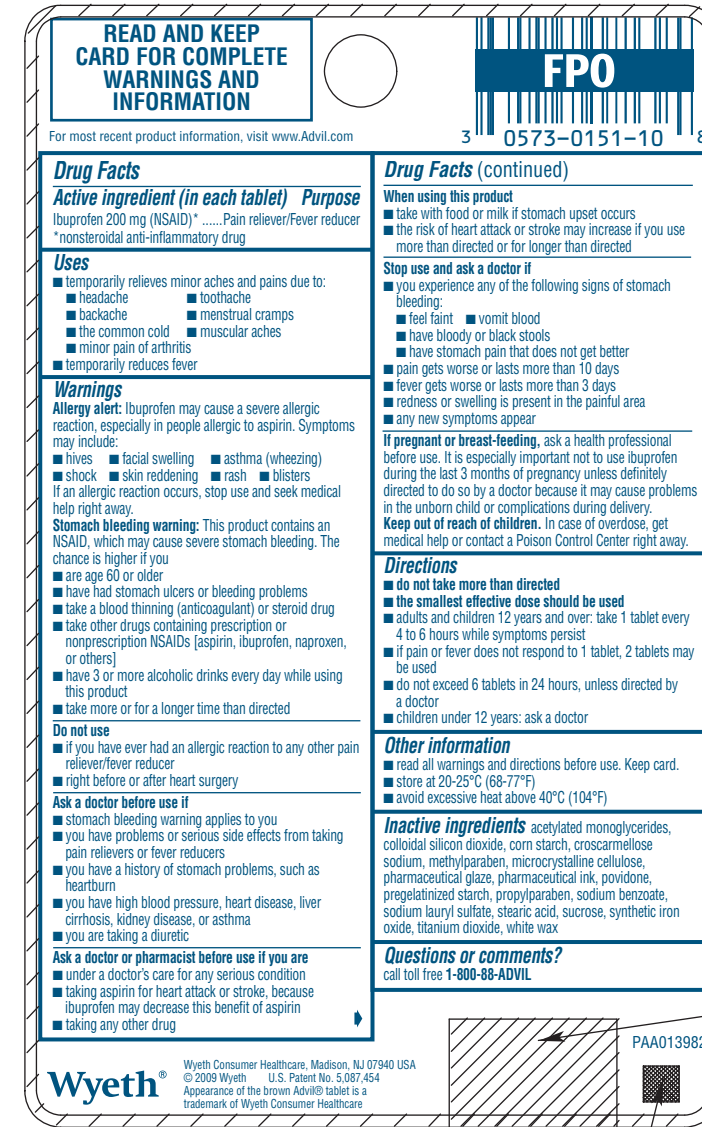 READ AND KEEP
CARD FOR COMPLETE
WARNINGS AND
INFORMATION
For most recent product information, visit www.Advil.com
FPO
3 0573-0151-10 8
Drug Facts
Active ingredient (in each tablet) Purpose
Ibuprofen 200 mg (NSAID)* ......Pain reliever/Fever reducer
*nonsteroidal anti-inflammatory drug
Uses
■ temporarily relieves minor aches and pains due to:
■ headache ■ toothache
■ backache ■ menstrual cramps
■ the common cold ■ muscular aches
■ minor pain of arthritis
■ temporarily reduces fever
Warnings
Allergy alert: Ibuprofen may cause a severe allergic
reaction, especially in people allergic to aspirin. Symptoms
may include:
■ hives ■ facial swelling ■ asthma (wheezing)
■ shock ■ skin reddening ■ rash ■ blisters
If an allergic reaction occurs, stop use and seek medical
help right away.
Stomach bleeding warning: This product contains an
NSAID, which may cause severe stomach bleeding. The
chance is higher if you
■ are age 60 or older
■ have had stomach ulcers or bleeding problems
■ take a blood thinning (anticoagulant) or steroid drug
■ take other drugs containing prescription or
nonprescription NSAIDs [aspirin, ibuprofen, naproxen,
or others]
■ have 3 or more alcoholic drinks every day while using
this product
■ take more or for a longer time than directed
Do not use
■ if you have ever had an allergic reaction to any other pain
reliever/fever reducer
■ right before or after heart surgery
Ask a doctor before use if
■ stomach bleeding warning applies to you
■ you have problems or serious side effects from taking
pain relievers or fever reducers
■ you have a history of stomach problems, such as
heartburn
■ you have high blood pressure, heart disease, liver
cirrhosis, kidney disease, or asthma
■ you are taking a diuretic
Ask a doctor or pharmacist before use if you are
■ under a doctor's care for any serious condition
■ taking aspirin for heart attack or stroke, because
ibuprofen may decrease this benefit of aspirin
■ taking any other drug
Drug Facts (continued)
When using this product
■ take with food or milk if stomach upset occurs
■ the risk of heart attack or stroke may increase if you use
more than directed or for longer than directed
Stop use and ask a doctor if
■ you experience any of the following signs of stomach
bleeding:
■ feel faint ■ vomit blood
■ have bloody or black stools
■ have stomach pain that does not get better
■ pain gets worse or lasts more than 10 days
■ fever gets worse or lasts more than 3 days
■ redness or swelling is present in the painful area
■ any new symptoms appear
If pregnant or breast-feeding, ask a health professional
before use. It is especially important not to use ibuprofen
during the last 3 months of pregnancy unless definitely
directed to do so by a doctor because it may cause problems
in the unborn child or complications during delivery.
Keep out of reach of children. In case of overdose, get
medical help or contact a Poison Control Center right away.
Directions
■ do not take more than directed
■ the smallest effective dose should be used
■ adults and children 12 years and over: take 1 tablet every
4 to 6 hours while symptoms persist
■ if pain or fever does not respond to 1 tablet, 2 tablets may
be used
■ do not exceed 6 tablets in 24 hours, unless directed by
a doctor
■ children under 12 years: ask a doctor
Other information
■ read all warnings and directions before use. Keep card.
■ store at 20-25°C (68-77°F)
■ avoid excessive heat above 40°C (104°F)
Inactive ingredients acetylated monoglycerides,
colloidal silicon dioxide, corn starch, croscarmellose
sodium, methylparaben, microcrystalline cellulose,
pharmaceutical glaze, pharmaceutical ink, povidone,
pregelatinized starch, propylparaben, sodium benzoate,
sodium lauryl sulfate, stearic acid, sucrose, synthetic iron
oxide, titanium dioxide, white wax
Questions or comments?
call toll free 1-800-88-ADVIL
PAA013982
Wyeth®
Wyeth Consumer Healthcare, Madison, NJ 07940 USA
© 2009 Wyeth U.S. Patent No. 5,087,454
Appearance of the brown Advil® tablet is a
trademark of Wyeth Consumer Healthcare